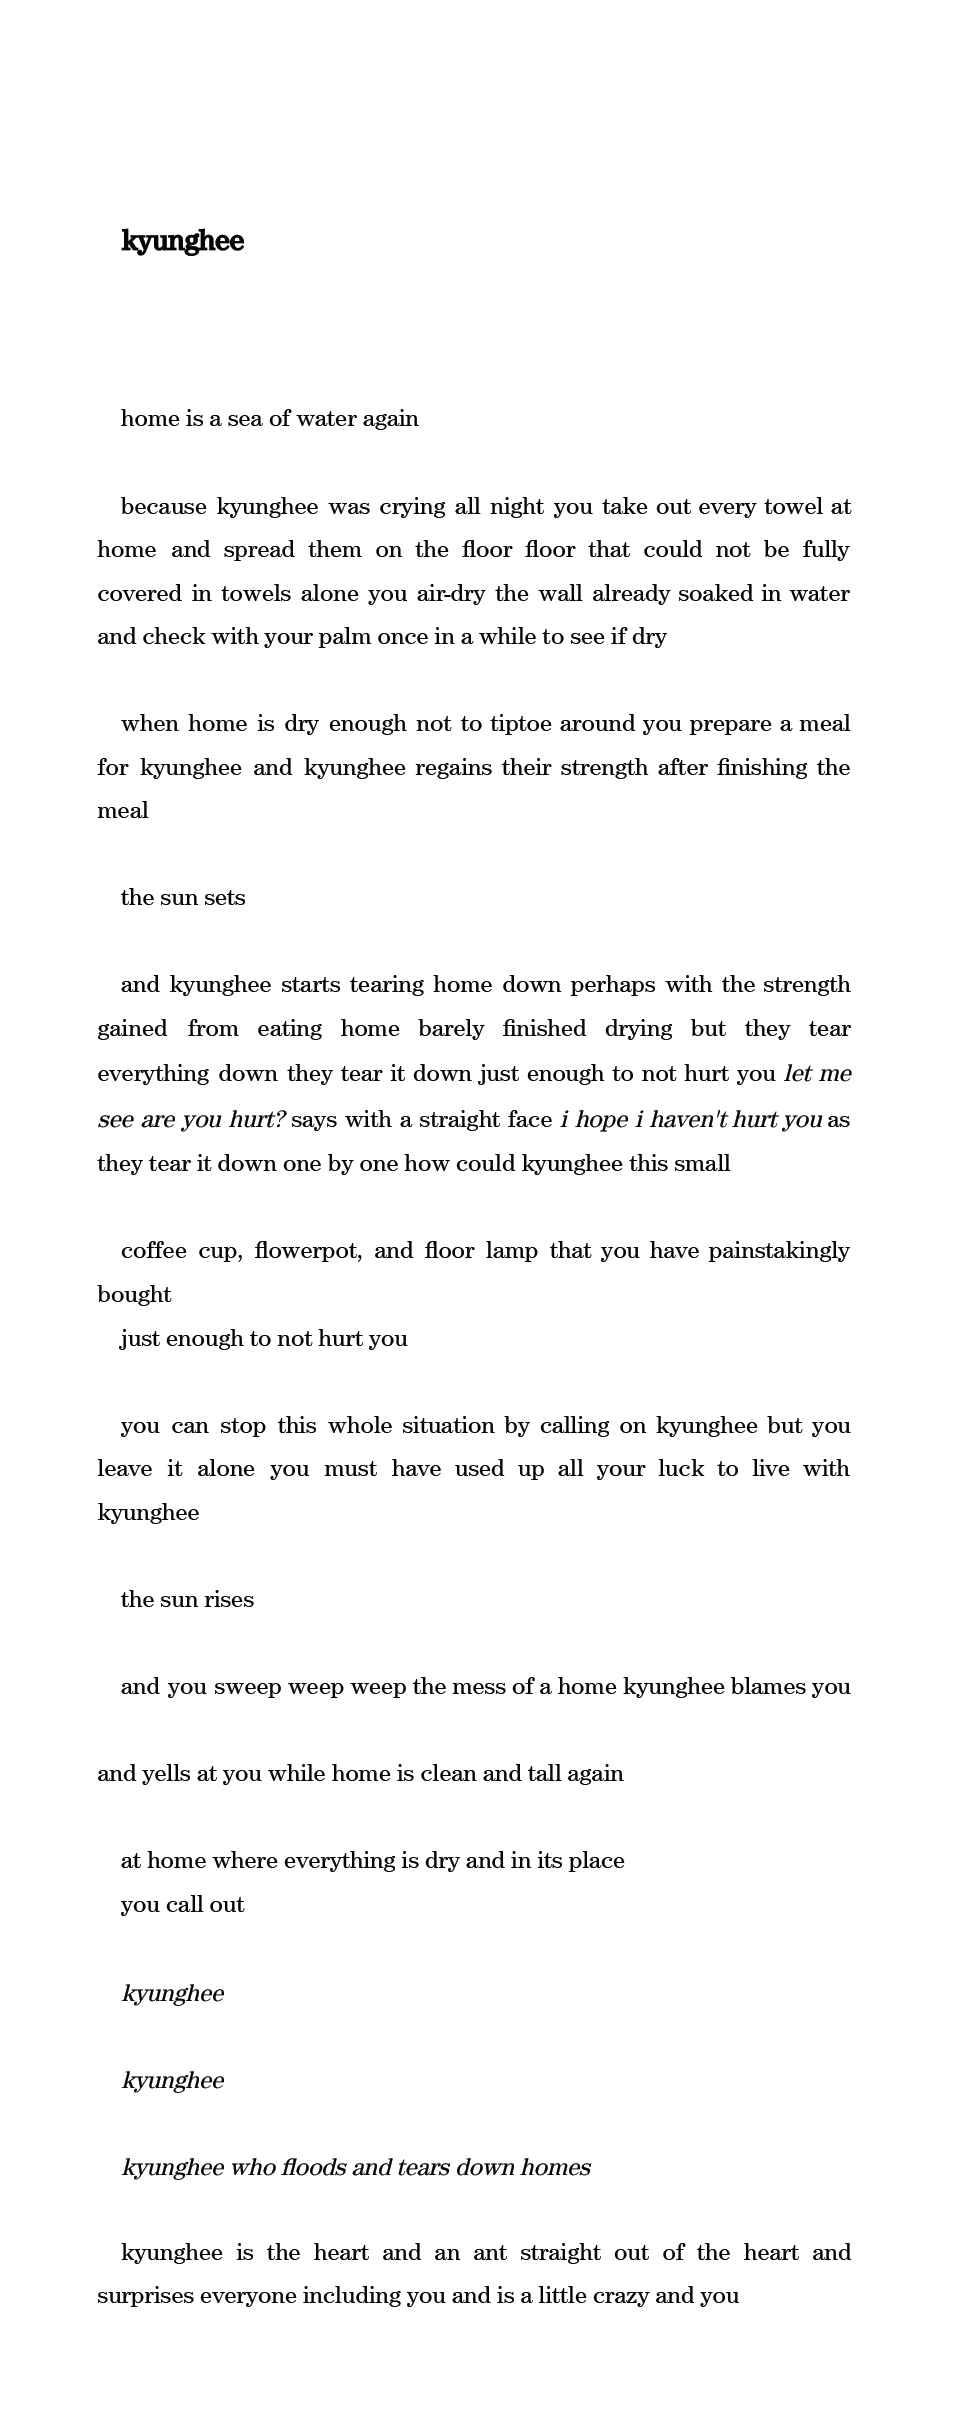 kyunghee
home is a sea of water again
because kyunghee was crying all night you take out every towel at
home and spread them on the floor floor that could not be fully
covered in towels alone you air-dry the wall already soaked in water
and check with your palm once in a while to see if dry
when home is dry enough not to tiptoe around you prepare a meal
for kyunghee and kyunghee regains their strength after finishing the
meal
the sun sets
and kyunghee starts tearing home down perhaps with the strength
gained from eating home barely finished drying but they tear
everything down they tear it down just enough to not hurt you let me
see are you hurt? says with a straight face i hope i haven't hurt you as
they tear it down one by one how could kyunghee this small
coffee cup, flowerpot, and floor lamp that you have painstakingly
bought
just enough to not hurt you
you can stop this whole situation by calling on kyunghee but you
leave it alone you must have used up all your luck to live with
kyunghee
the sun rises
and you sweep weep weep the mess of a home kyunghee blames you
and yells at you while home is clean and tall again
at home where everything is dry and in its place
you call out
kyunghee
kyunghee
kyunghee who floods and tears down homes
kyunghee is the heart and an ant straight out of the heart and
surprises everyone including you and is a little crazy and you